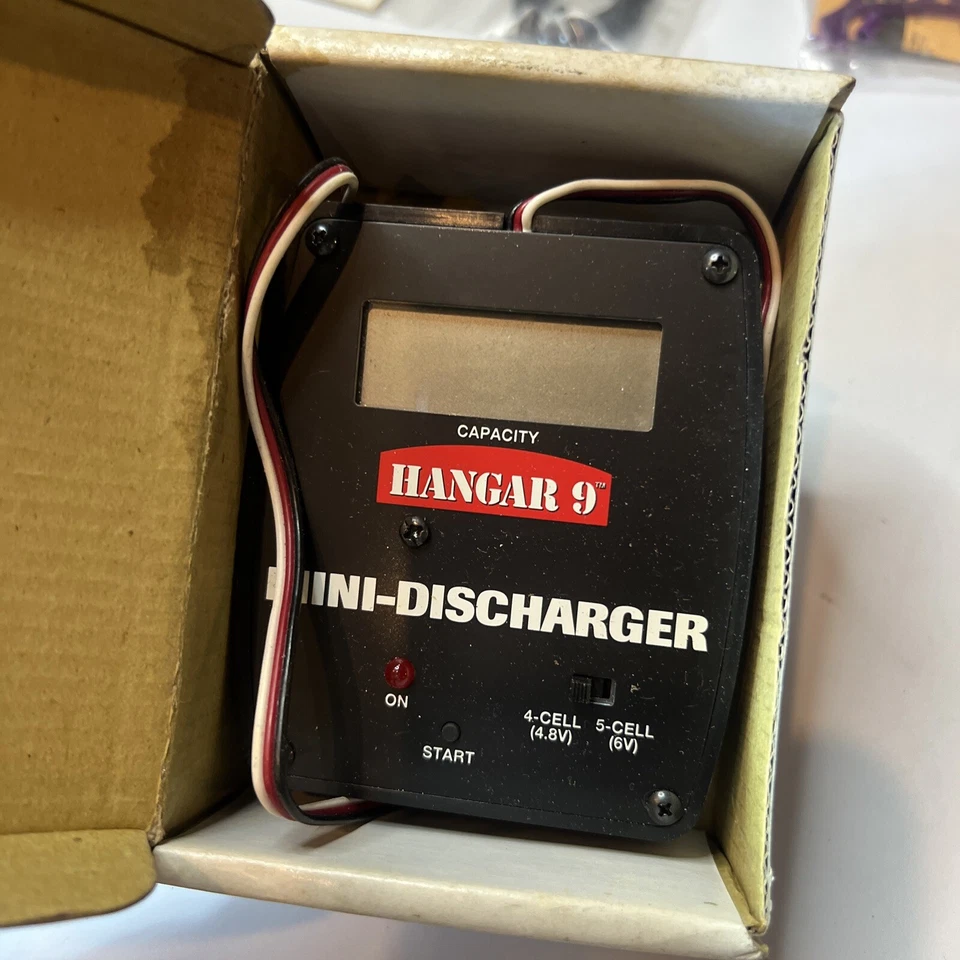 CAPACITY
HANGAR 9™
MINI-DISCHARGER
ON
4-CELL 5-CELL
(4.8V) (6V)
START